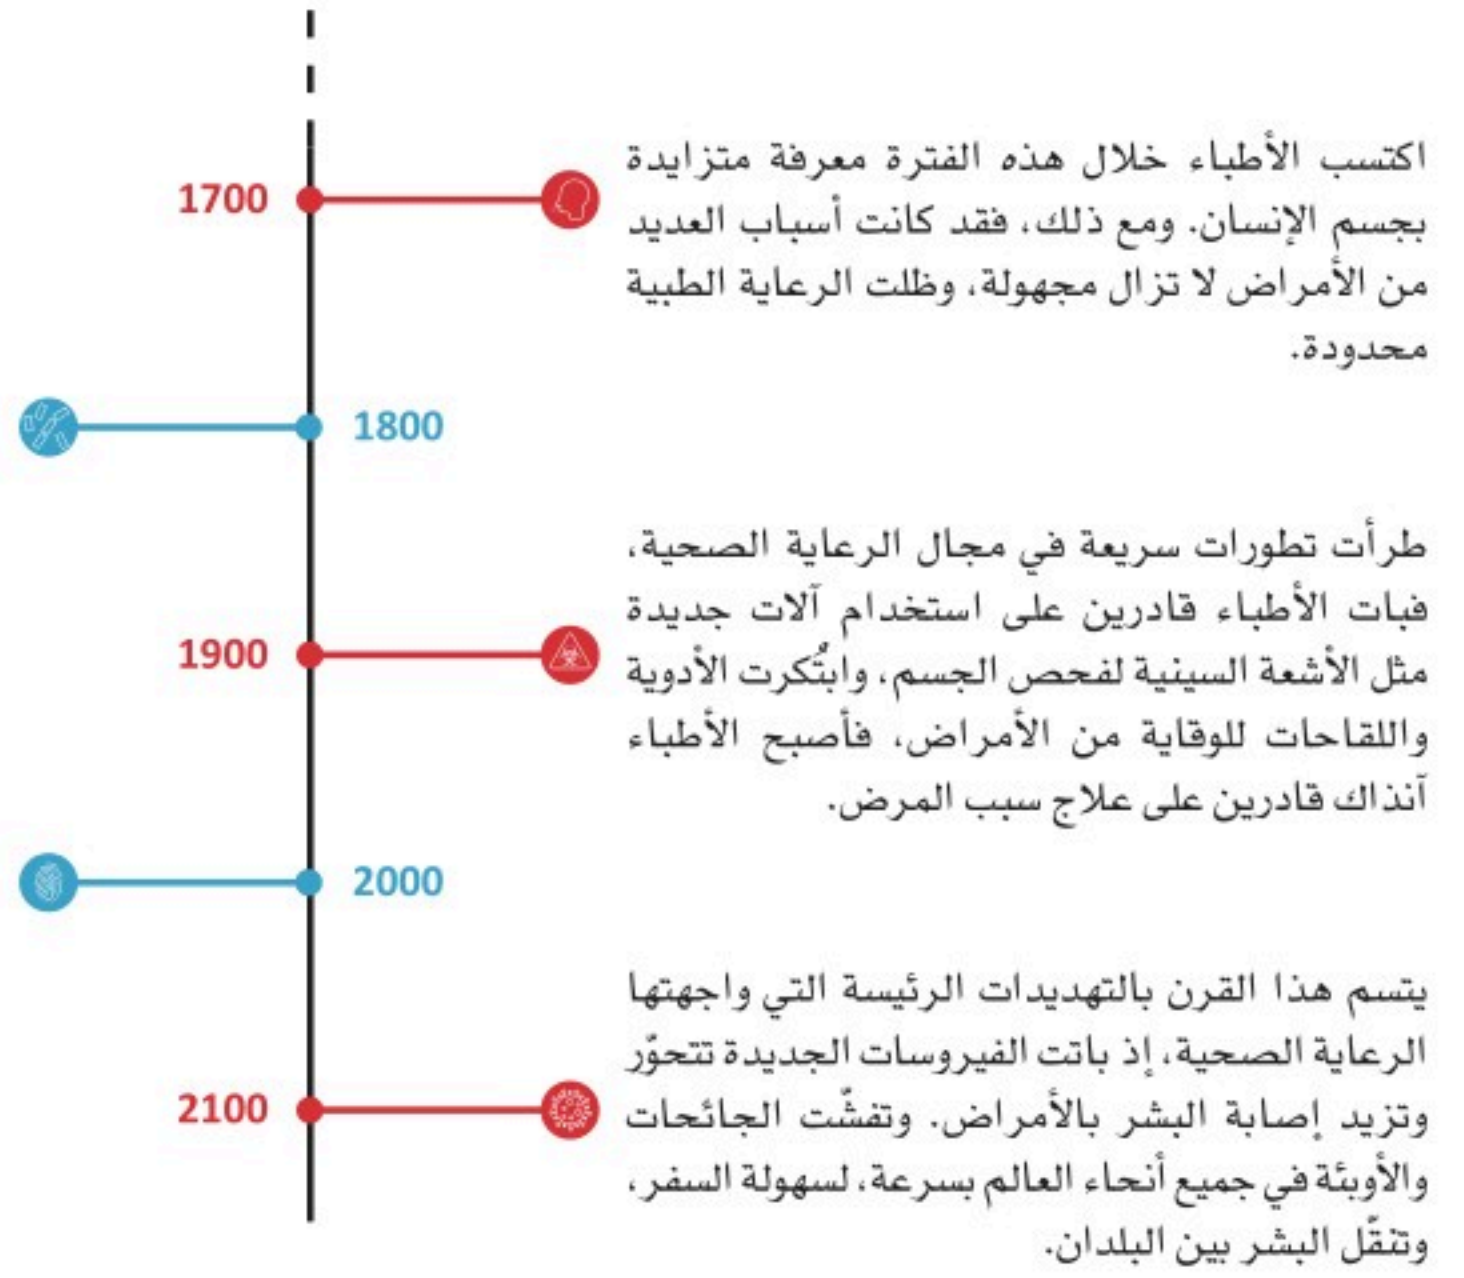 1700
اكتسب الأطباء خلال هذه الفترة معرفة متزايدة
بجسم الإنسان. ومع ذلك، فقد كانت أسباب العديد
من الأمراض لا تزال مجهولة، وظلت الرعاية الطبية
محدودة.
1800
طرأت تطورات سريعة في مجال الرعاية الصحية،
فبات الأطباء قادرين على استخدام آلات جديدة
1900
مثل الأشعة السينية لفحص الجسم، وابتُكرت الأدوية
واللقاحات للوقاية من الأمراض، فأصبح الأطباء
آنذاك قادرين على علاج سبب المرض.
2000
يتسم هذا القرن بالتهديدات الرئيسة التي واجهتها
الرعاية الصحية، إذ باتت الفيروسات الجديدة تتحوّر
2100
وتزيد إصابة البشر بالأمراض. وتفشّت الجائحات
والأوبئة في جميع أنحاء العالم بسرعة، لسهولة السفر،
وتنقّل البشر بين البلدان.